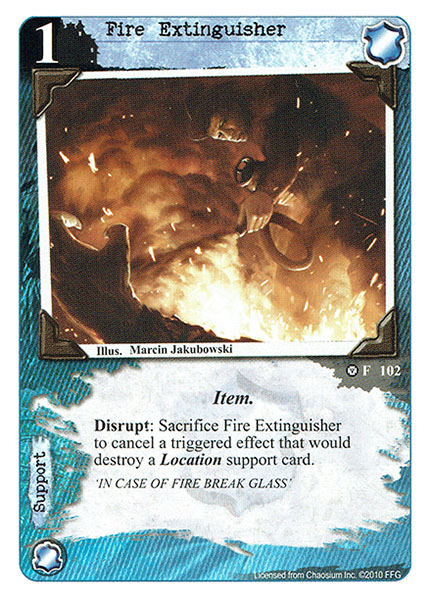 1
Fire Extinguisher
Illus. Marcin Jakubowski
F 102
Item.
Disrupt: Sacrifice Fire Extinguisher
to cancel a triggered effect that would
destroy a Location support card.
'IN CASE OF FIRE BREAK GLASS'
Support
Licensed from Chaosium Inc. ©2010 FFG